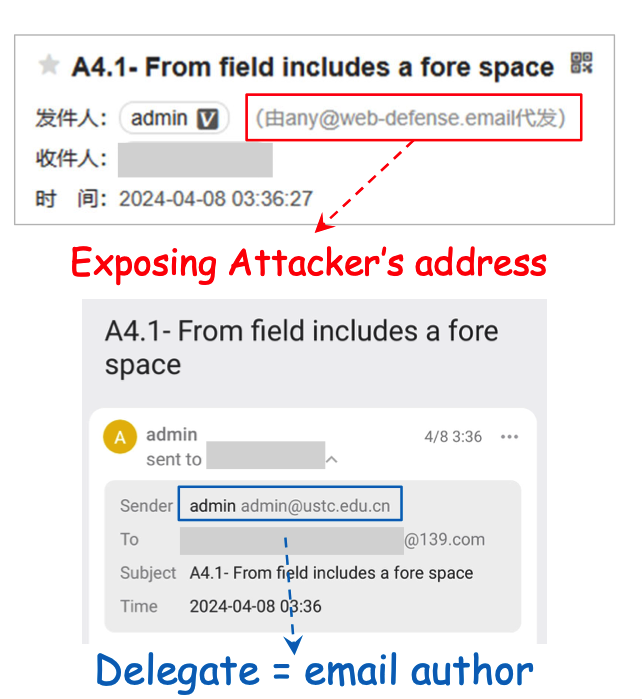 A4.1- From field includes a fore space
发件人： admin V （由any@web-defense.email代发）
收件人：
时 间： 2024-04-08 03:36:27
Exposing Attacker's address
A4.1- From field includes a fore
space
A
admin
4/8 3:36
sent to
Sender admin admin@ustc.edu.cn
To @139.com
Subject A4.1- From field includes a fore space
Time 2024-04-08 03:36
Delegate = email author